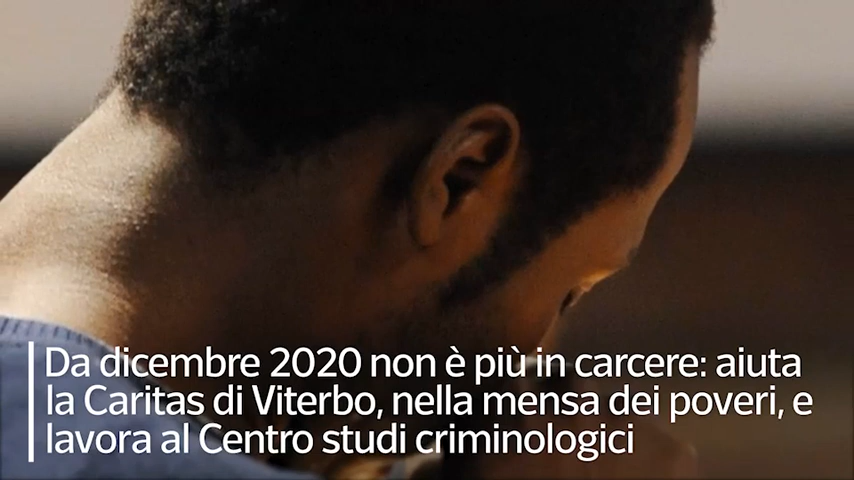 Da dicembre 2020 non è più in carcere: aiuta
la Caritas di Viterbo, nella mensa dei poveri, e
lavora al Centro studi criminologici